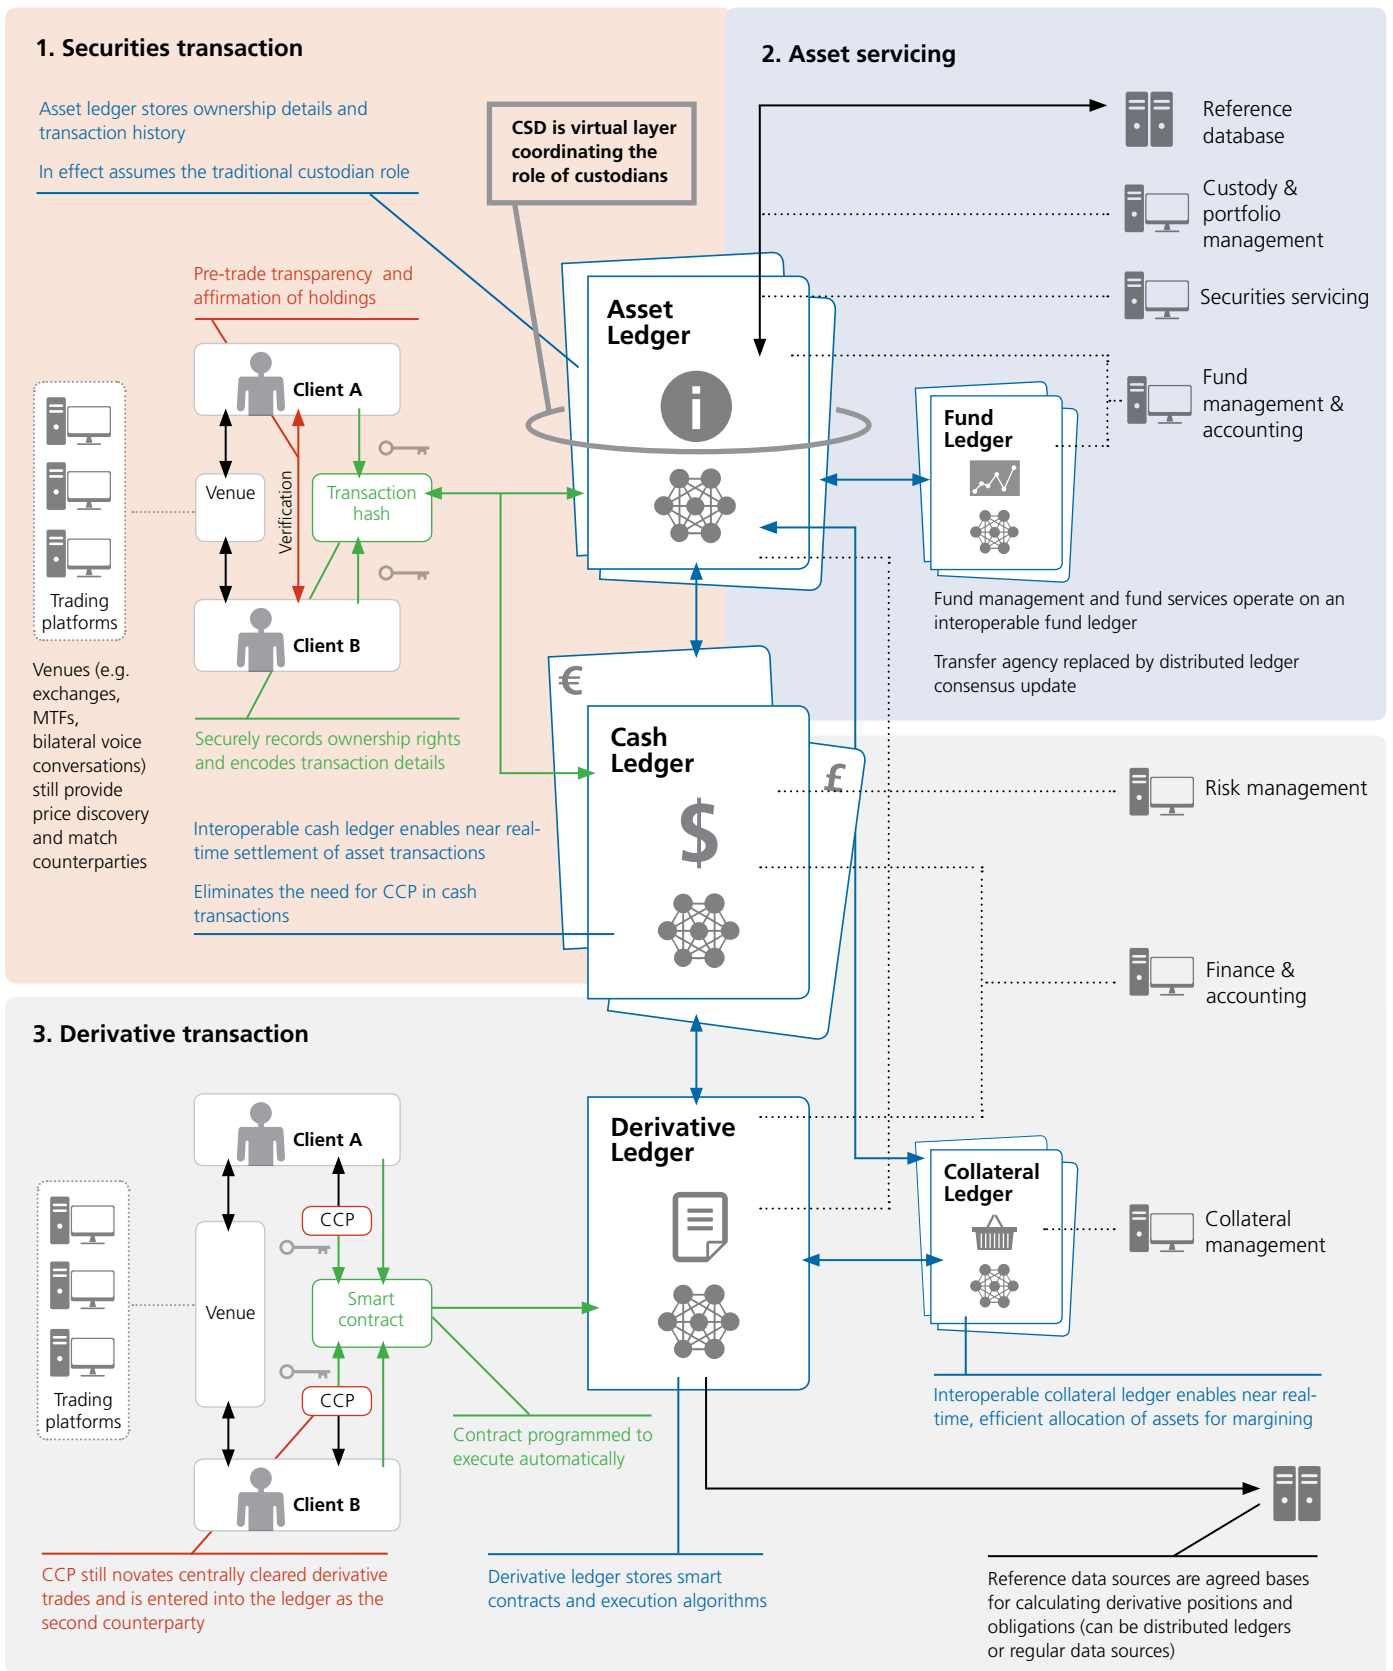 1. Securities transaction
Asset ledger stores ownership details and
transaction history
In effect assumes the traditional custodian role
CSD is virtual layer
coordinating the
role of custodians
Pre-trade transparency and
affirmation of holdings
Client A
Venue
Verification
Transaction
hash
Client B
Trading
platforms
Venues (e.g.
exchanges,
MTFs,
bilateral voice
conversations)
still provide
price discovery
and match
counterparties
Securely records ownership rights
and encodes transaction details
Interoperable cash ledger enables near real-
time settlement of asset transactions
Eliminates the need for CCP in cash
transactions
Asset
Ledger
i
€
Cash
Ledger
£
$
2. Asset servicing
Reference
database
Custody &
portfolio
management
Securities servicing
Fund
management &
accounting
Fund
Ledger
Fund management and fund services operate on an
interoperable fund ledger
Transfer agency replaced by distributed ledger
consensus update
Risk management
Finance &
accounting
3. Derivative transaction
Client A
CCP
Venue
Smart
contract
CCP
Client B
Trading
platforms
Contract programmed to
execute automatically
CCP still novates centrally cleared derivative
trades and is entered into the ledger as the
second counterparty
Derivative
Ledger
Derivative ledger stores smart
contracts and execution algorithms
Collateral
Ledger
Collateral
management
Interoperable collateral ledger enables near real-
time, efficient allocation of assets for margining
Reference data sources are agreed bases
for calculating derivative positions and
obligations (can be distributed ledgers
or regular data sources)